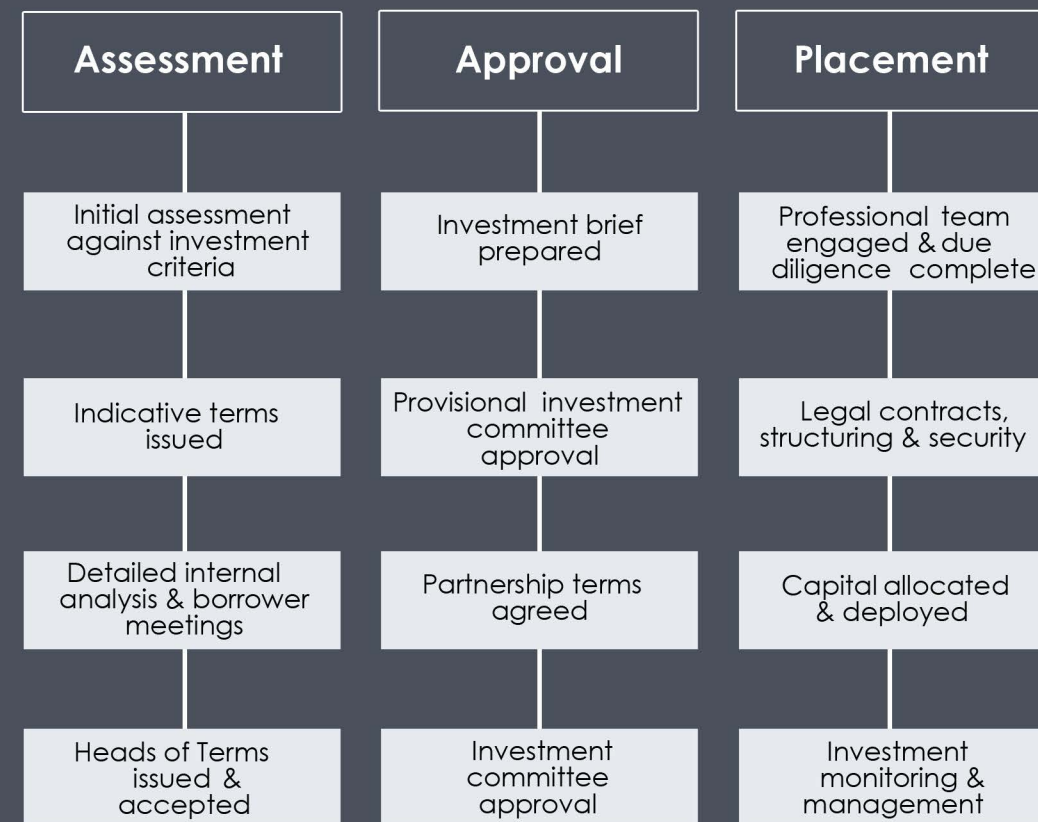 Assessment
Initial assessment
against investment
criteria
Indicative terms
issued
Detailed internal
analysis & borrower
meetings
Heads of Terms
issued &
accepted
Approval
Investment brief
prepared
Provisional investment
committee
approval
Partnership terms
agreed
Investment
committee
approval
Placement
Professional team
engaged & due
diligence complete
Legal contracts,
structuring & security
Capital allocated
& deployed
Investment
monitoring &
management